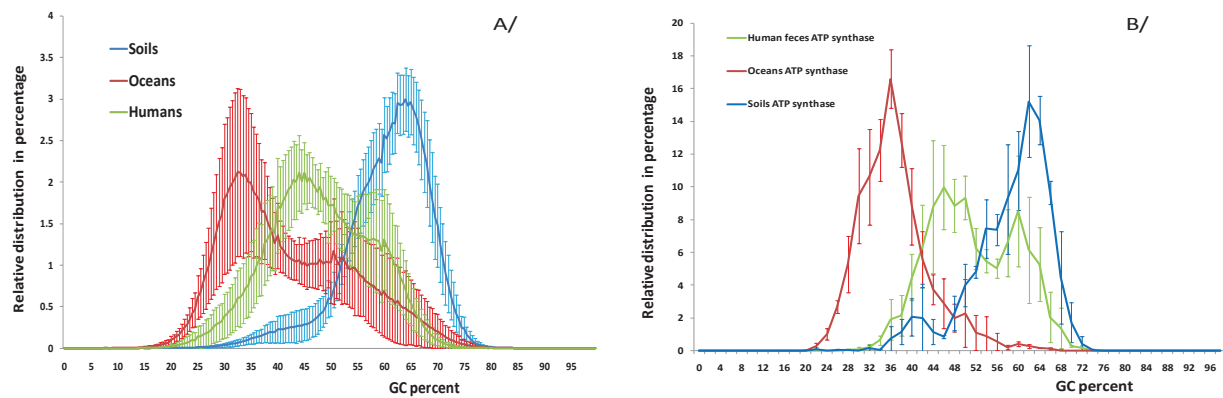 A/
Relative distribution in percentage
4
3.5
3
2.5
2
1.5
1
0.5
0
Soils
Oceans
Humans
0 5 10 15 20 25 30 35 40 45 50 55 60 65 70 75 80 85 90 95
GC percent
B/
Relative distribution in percentage
20
18
16
14
12
10
8
6
4
2
0
Human feces ATP synthase
Oceans ATP synthase
Soils ATP synthase
0 4 8 12 16 20 24 28 32 36 40 44 48 52 56 60 64 68 72 76 80 84 88 92 96
GC percent